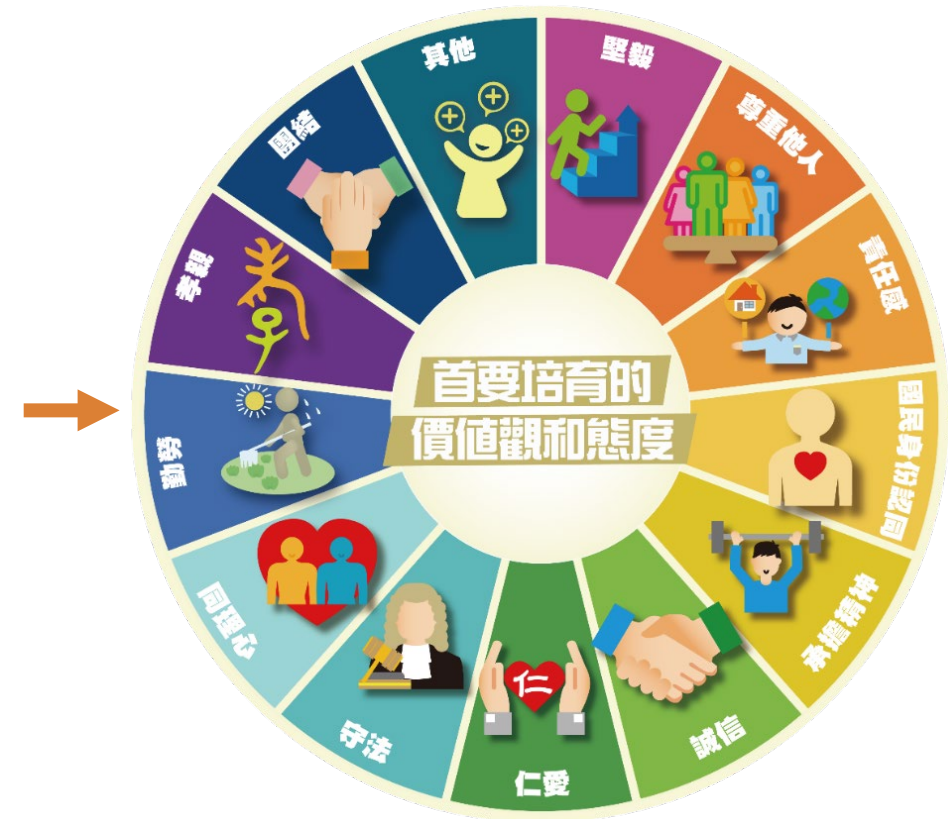 首要培育的
價值觀和態度
堅毅
尊重他人
責任感
國民身份認同
承擔精神
誠信
仁愛
仁
守法
同理心
勤勞
孝親
團結
其他